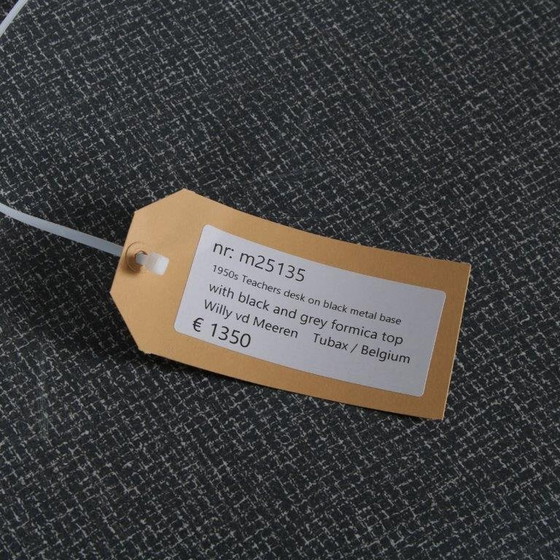 nr: m25135
1950s Teachers desk on black metal base
with black and grey formica top
Willy vd Meeren Tubax / Belgium
€ 1350